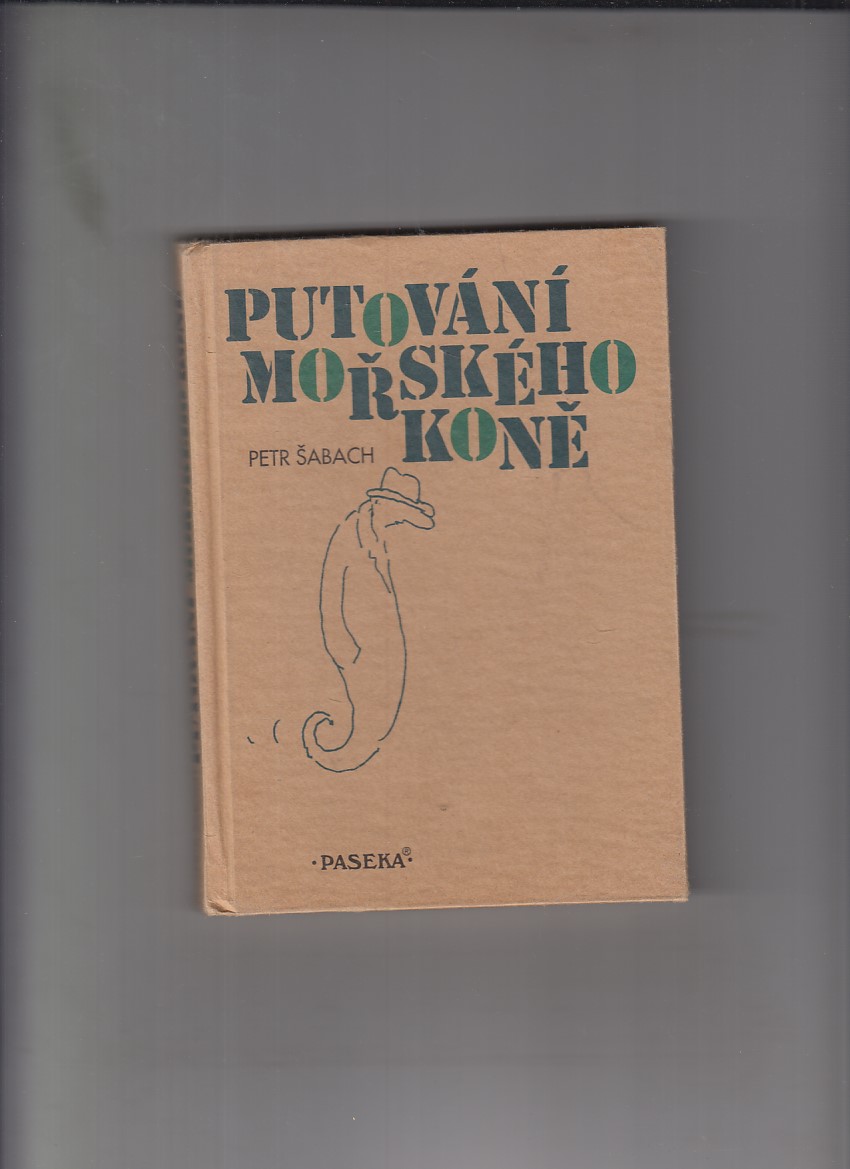 PUTOVÁNÍ
MOŘSKÉHO
KONĚ
PETR ŠABACH
·PASEKA®·